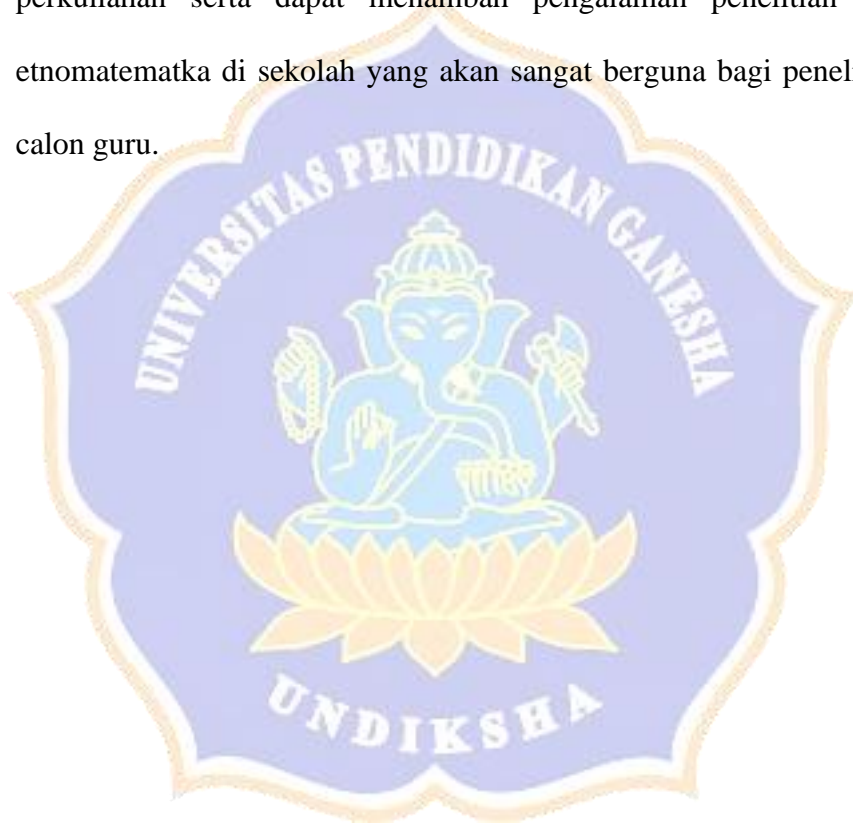 perkuliahan serta dapat menambah pengalaman penelitian
etnomatematka di sekolah yang akan sangat berguna bagi
calon guru.
UNIVERSITAS PENDIDIKAN GANESHA
UNDIKSHA